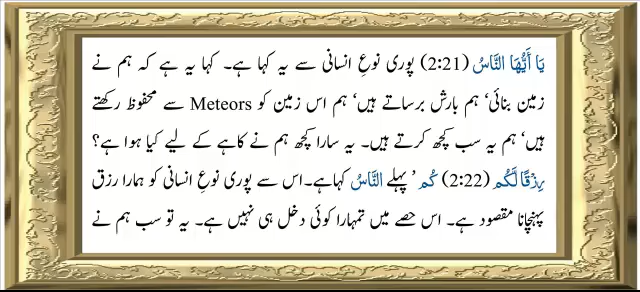 يَا أَيُّهَا النَّاسُ (2:21) پوری نوعِ انسانی سے یہ کہا ہے۔ کہا یہ ہے کہ ہم نے
زمین بنائی‘ ہم بارش برساتے ہیں‘ ہم اس زمین کو Meteors سے محفوظ رکھتے
ہیں‘ ہم یہ سب کچھ کرتے ہیں۔ یہ سارا کچھ ہم نے کاہے کے لیے کیا ہوا ہے؟
رِزْقًا لَّكُم (2:22) كُم ’ پہلے النَّاسُ کہا ہے۔ اس سے پوری نوعِ انسانی کو ہمارا رزق
پہنچانا مقصود ہے۔ اس حصے میں تمہارا کوئی دخل ہی نہیں ہے۔ یہ تو سب ہم نے